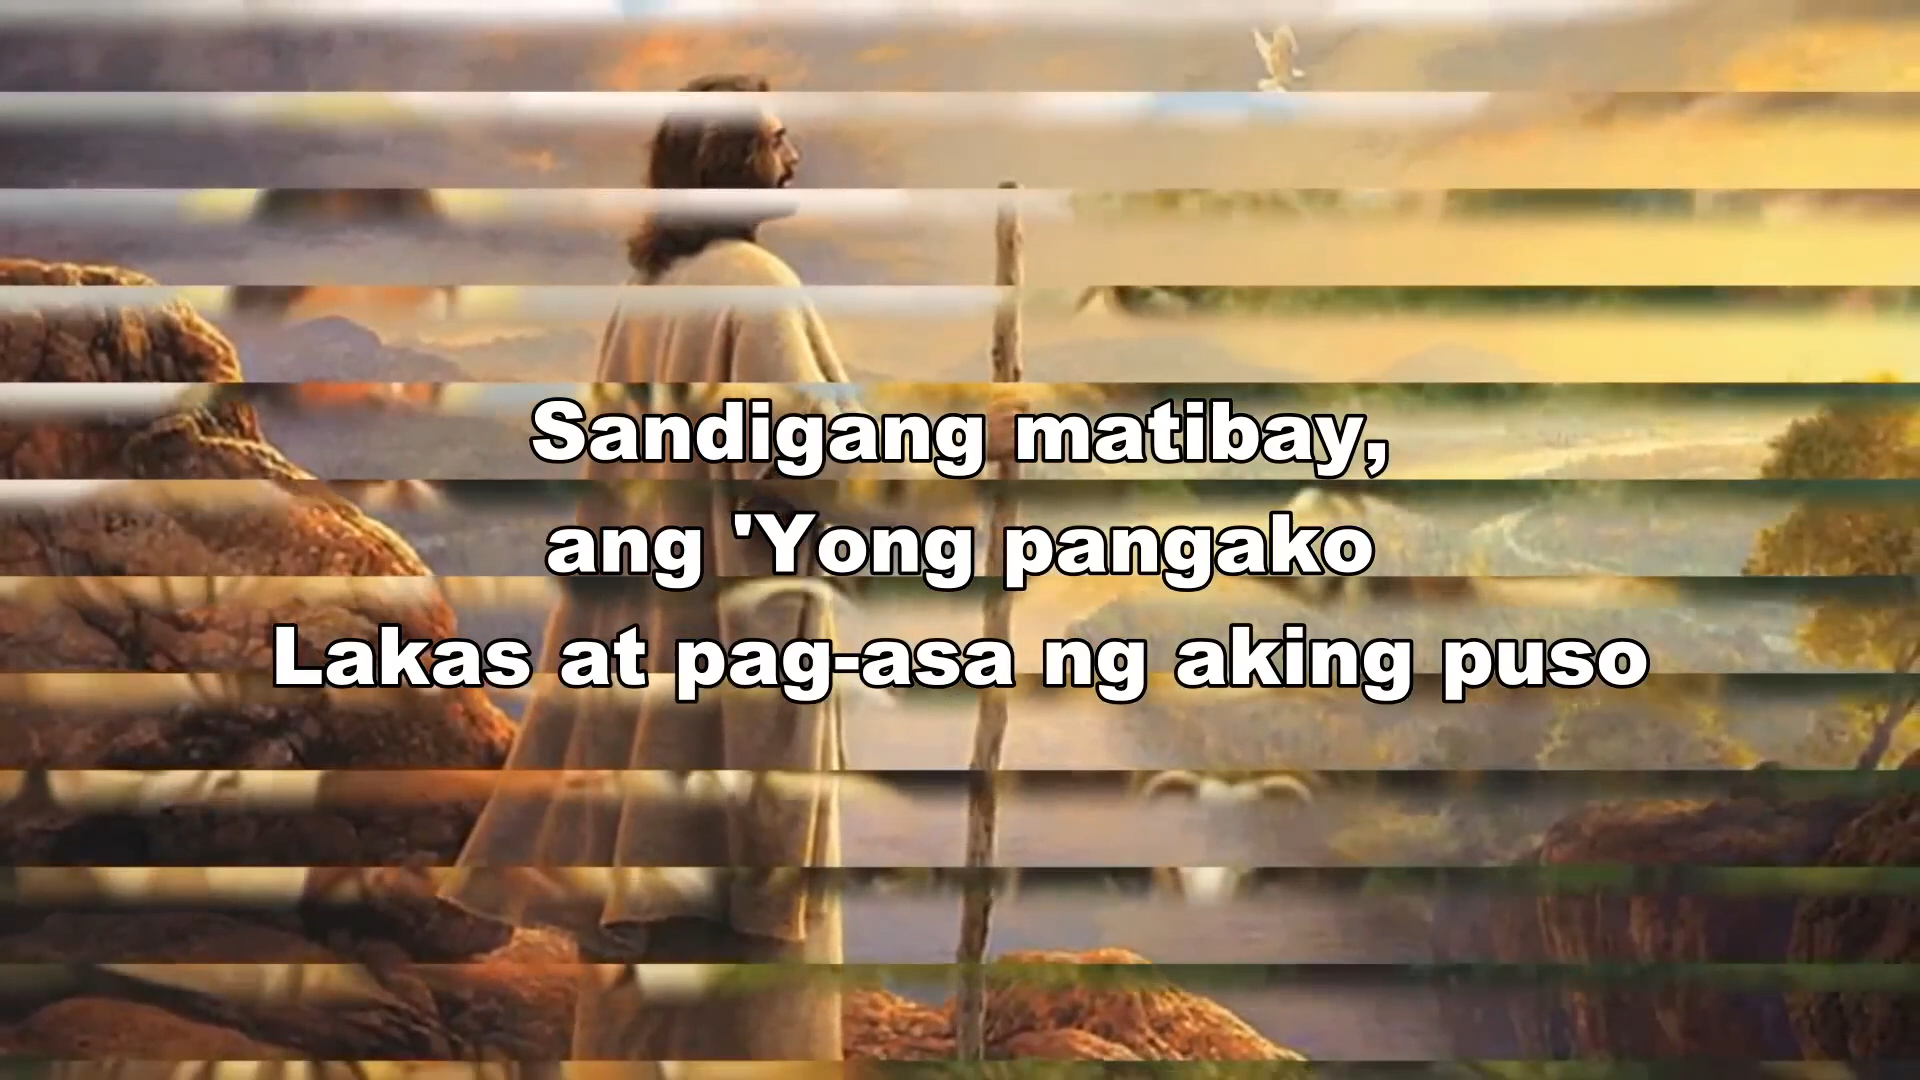 Sandigang matibay,
ang 'Yong pangako
Lakas at pag-asa ng aking puso